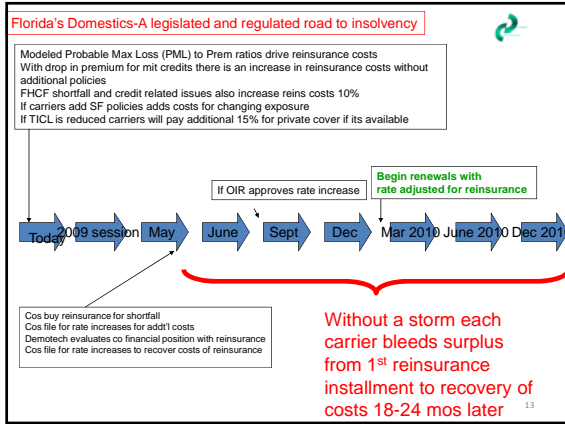 Florida's Domestics-A legislated and regulated road to insolvency
Modeled Probable Max Loss (PML) to Prem ratios drive reinsurance costs
With drop in premium for mit credits there is an increase in reinsurance costs without
additional policies
FHCF shortfall and credit related issues also increase reins costs 10%
If carriers add SF policies adds costs for changing exposure
If TICL is reduced carriers will pay additional 15% for private cover if its available
If OIR approves rate increase
Begin renewals with
rate adjusted for reinsurance
Today
2009 session
May
June
Sept
Dec
Mar 2010
June 2010
Dec 201
Cos buy reinsurance for shortfall
Cos file for rate increases for addt'l costs
Demotech evaluates co financial position with reinsurance
Cos file for rate increases to recover costs of reinsurance
Without a storm each
carrier bleeds surplus
from 1st reinsurance
installment to recovery of
costs 18-24 mos later
13